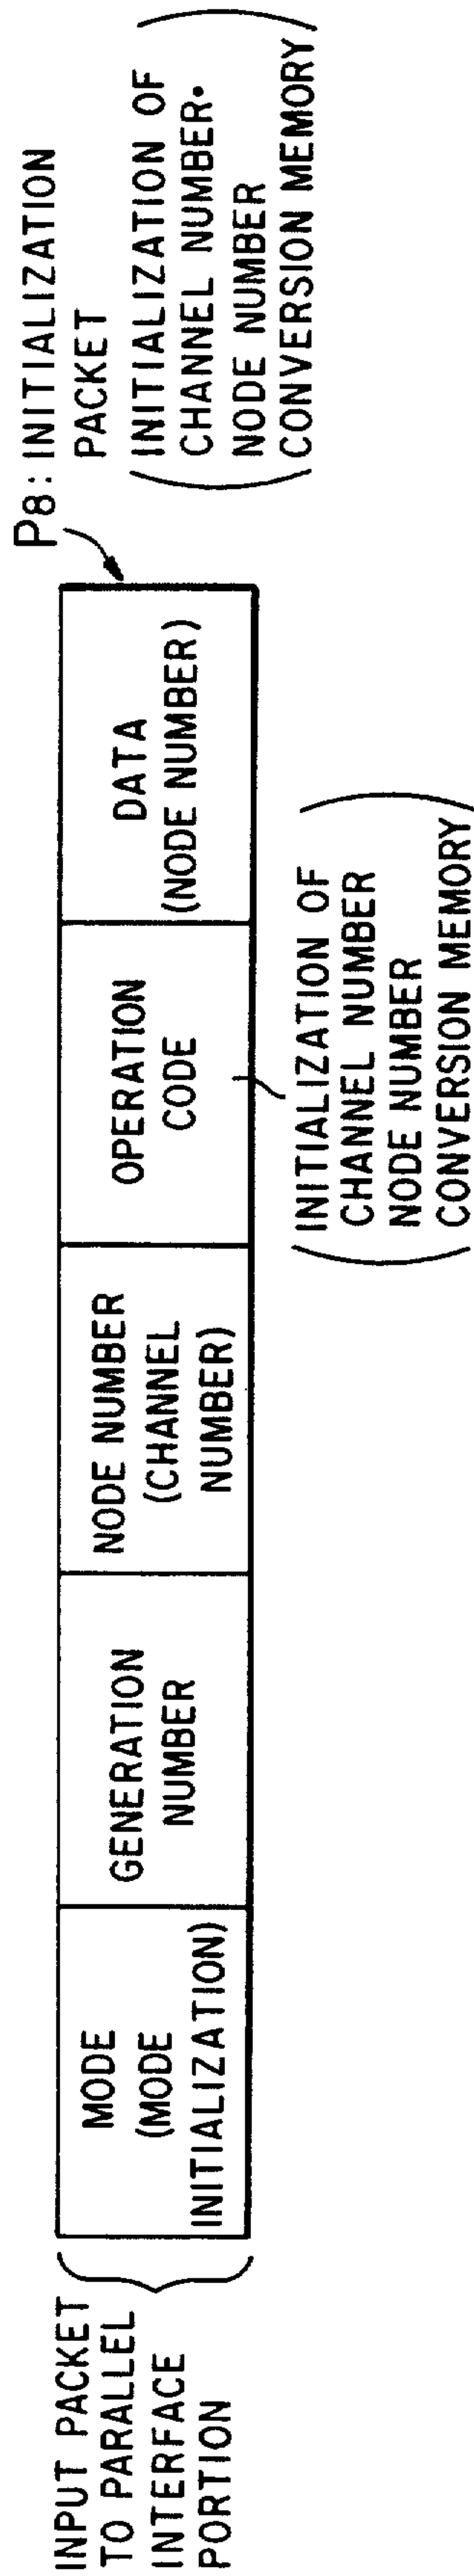 INPUT PACKET
TO PARALLEL
INTERFACE
PORTION
MODE
(MODE
INITIALIZATION)
GENERATION
NUMBER
NODE NUMBER
(CHANNEL
NUMBER)
OPERATION
CODE
DATA
(NODE NUMBER)
P8: INITIALIZATION
PACKET
(INITIALIZATION OF
CHANNEL NUMBER·
NODE NUMBER
CONVERSION MEMORY)
(INITIALIZATION OF
CHANNEL NUMBER
NODE NUMBER
CONVERSION MEMORY)